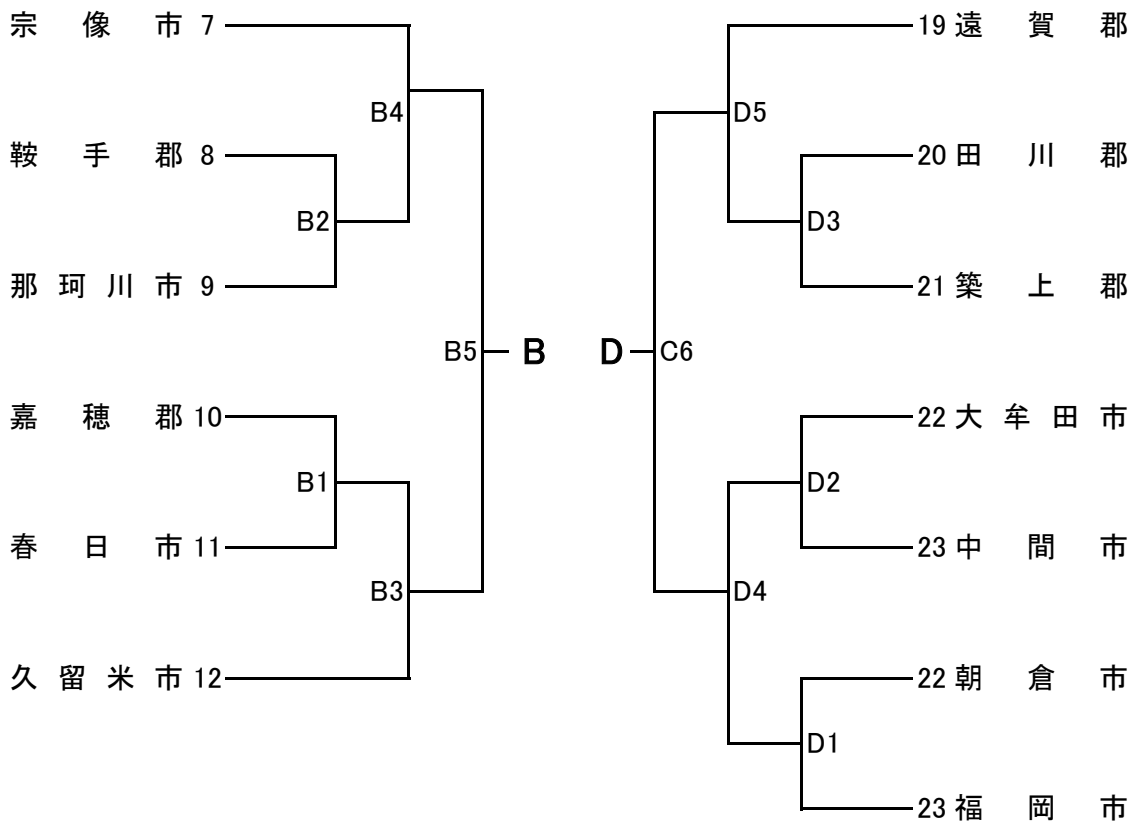 宗像市 7
B4
鞍手郡 8
B2
那珂川市 9
B5
B
嘉穂郡 10
B1
春日市 11
B3
久留米市 12
19 遠賀郡
D5
20 田川郡
D3
21 築上郡
D
C6
22 大牟田市
D2
23 中間市
D4
22 朝倉市
D1
23 福岡市